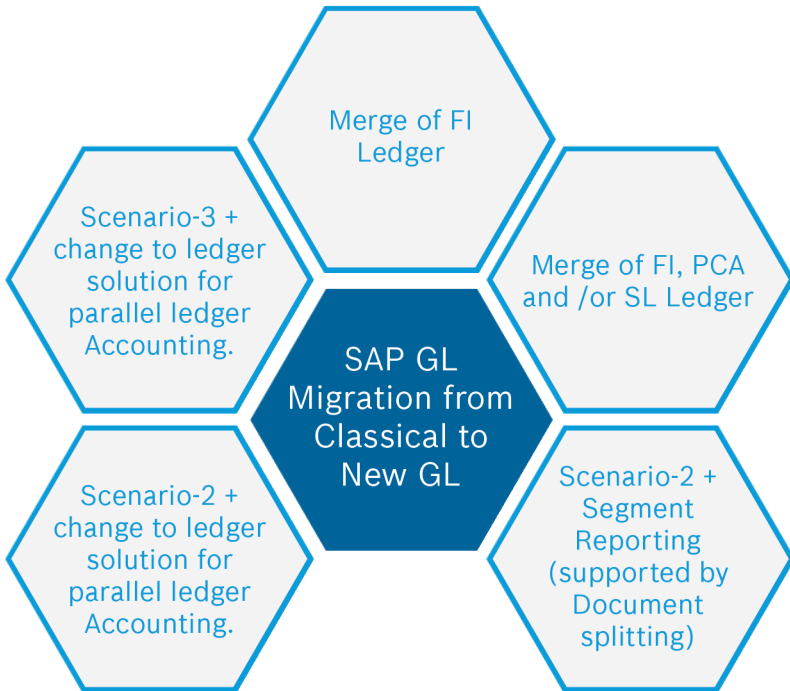 Merge of FI
Ledger
Scenario-3 +
change to ledger
solution for
parallel ledger
Accounting.
Merge of FI, PCA
and /or SL Ledger
SAP GL
Migration from
Classical to
New GL
Scenario-2 +
change to ledger
solution for
parallel ledger
Accounting.
Scenario-2 +
Segment
Reporting
(supported by
Document
splitting)